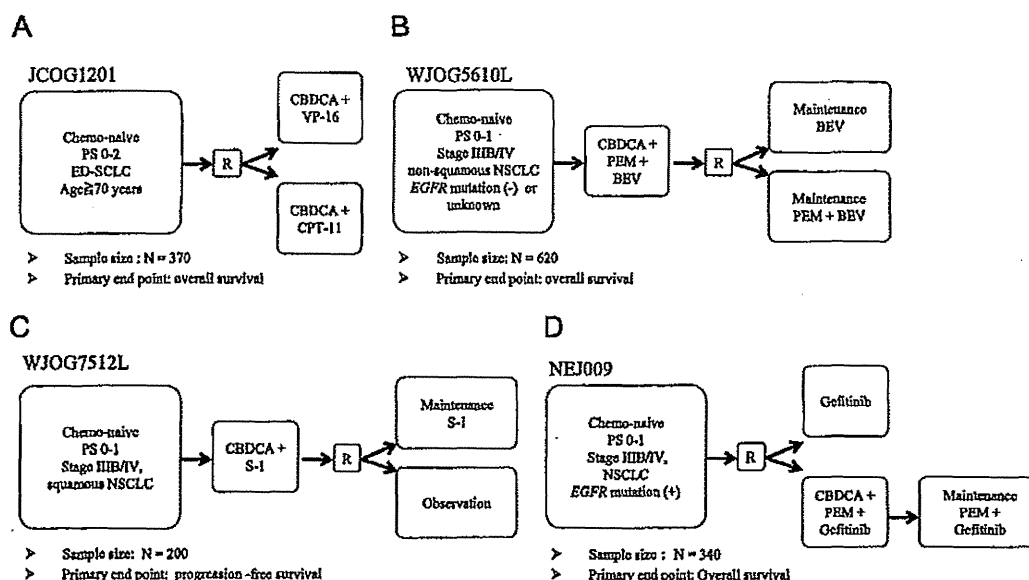 A
JCOG1201
Chemo-naive
PS 0-2
ED-SCLC
Age≥70 years
R
CBDCA +
VP-16
CBDCA +
CPT-11
➢ Sample size : N = 370
➢ Primary end point: overall survival
B
WJOG5610L
Chemo-naive
PS 0-1
Stage IIIB/IV
non-squamous NSCLC
EGFR mutation (-) or
unknown
CBDCA +
PEM +
BEV
R
Maintenance
BEV
Maintenance
PEM + BEV
➢ Sample size: N = 620
➢ Primary end point: overall survival
C
WJOG7512L
Chemo-naive
PS 0-1
Stage IIIB/IV,
squamous NSCLC
CBDCA +
S-1
R
Maintenance
S-1
Observation
➢ Sample size: N = 200
➢ Primary end point: progression -free survival
D
NEJ009
Chemo-naive
PS 0-1
Stage IIIB/IV,
NSCLC
EGFR mutation (+)
R
Gefitinib
CBDCA +
PEM +
Gefitinib
Maintenance
PEM +
Gefitinib
➢ Sample size : N = 340
➢ Primary end point: Overall survival